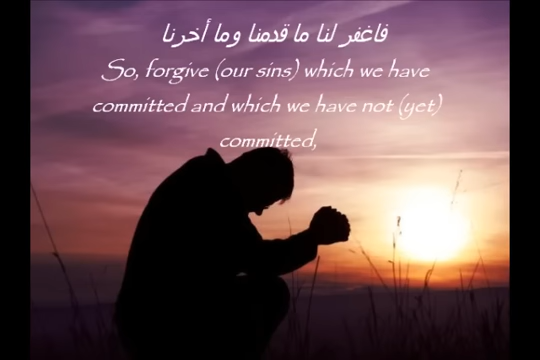 فاغفر لنا ما قدمنا وما أخرنا
So, forgive (our sins) which we have
committed and which we have not (yet)
committed,